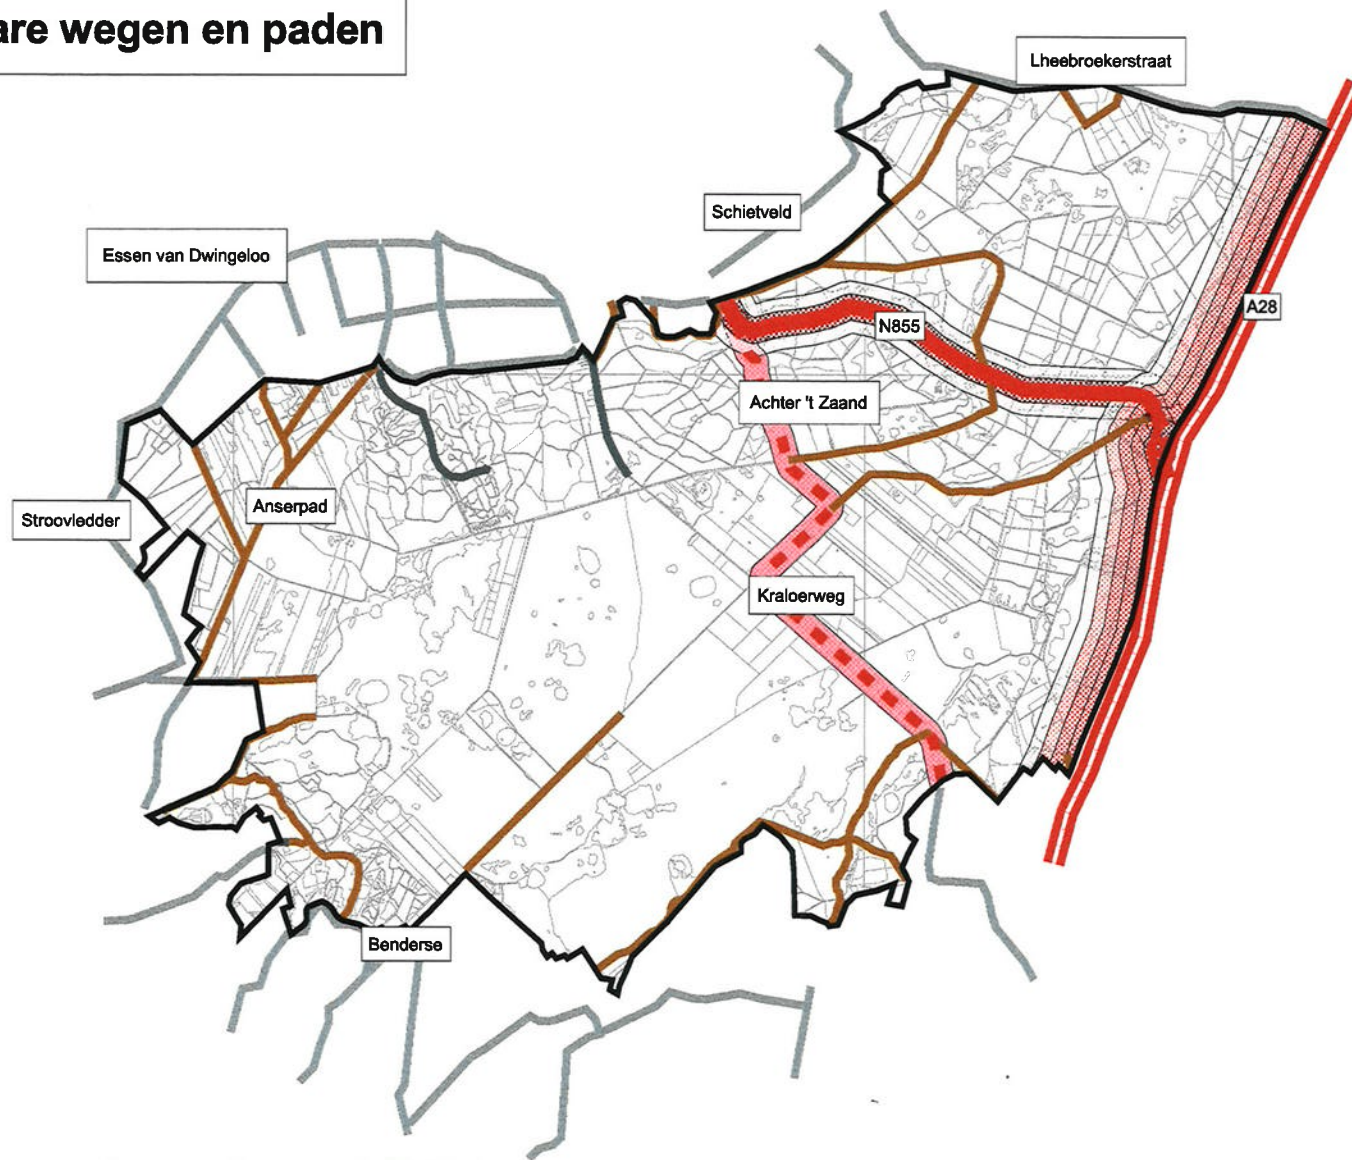 are wegen en paden
Lheebroekerstraat
Schietveld
Essen van Dwingeloo
A28
N855
Achter 't Zaand
Anserpad
Stroovledder
Kraloerweg
Benderse